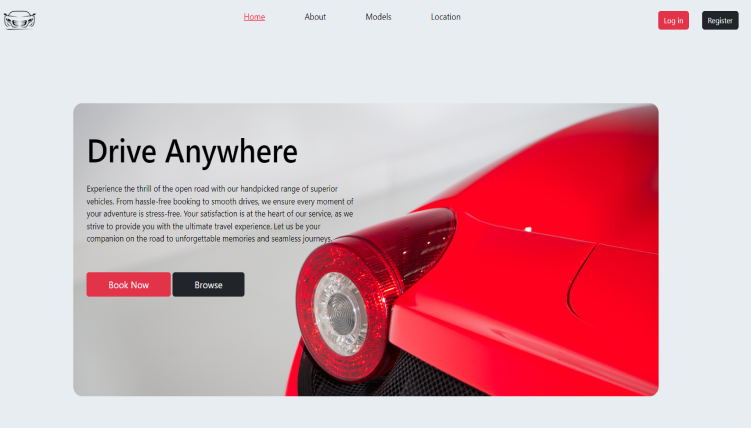 Home About Models Location Log in Register
Drive Anywhere
Experience the thrill of the open road with our handpicked range of superior
vehicles. From hassle-free booking to smooth drives, we ensure every moment of
your adventure is stress-free. Your satisfaction is at the heart of our service, as we
strive to provide you with the ultimate travel experience. Let us be your
companion on the road to unforgettable memories and seamless journeys.
Book Now Browse